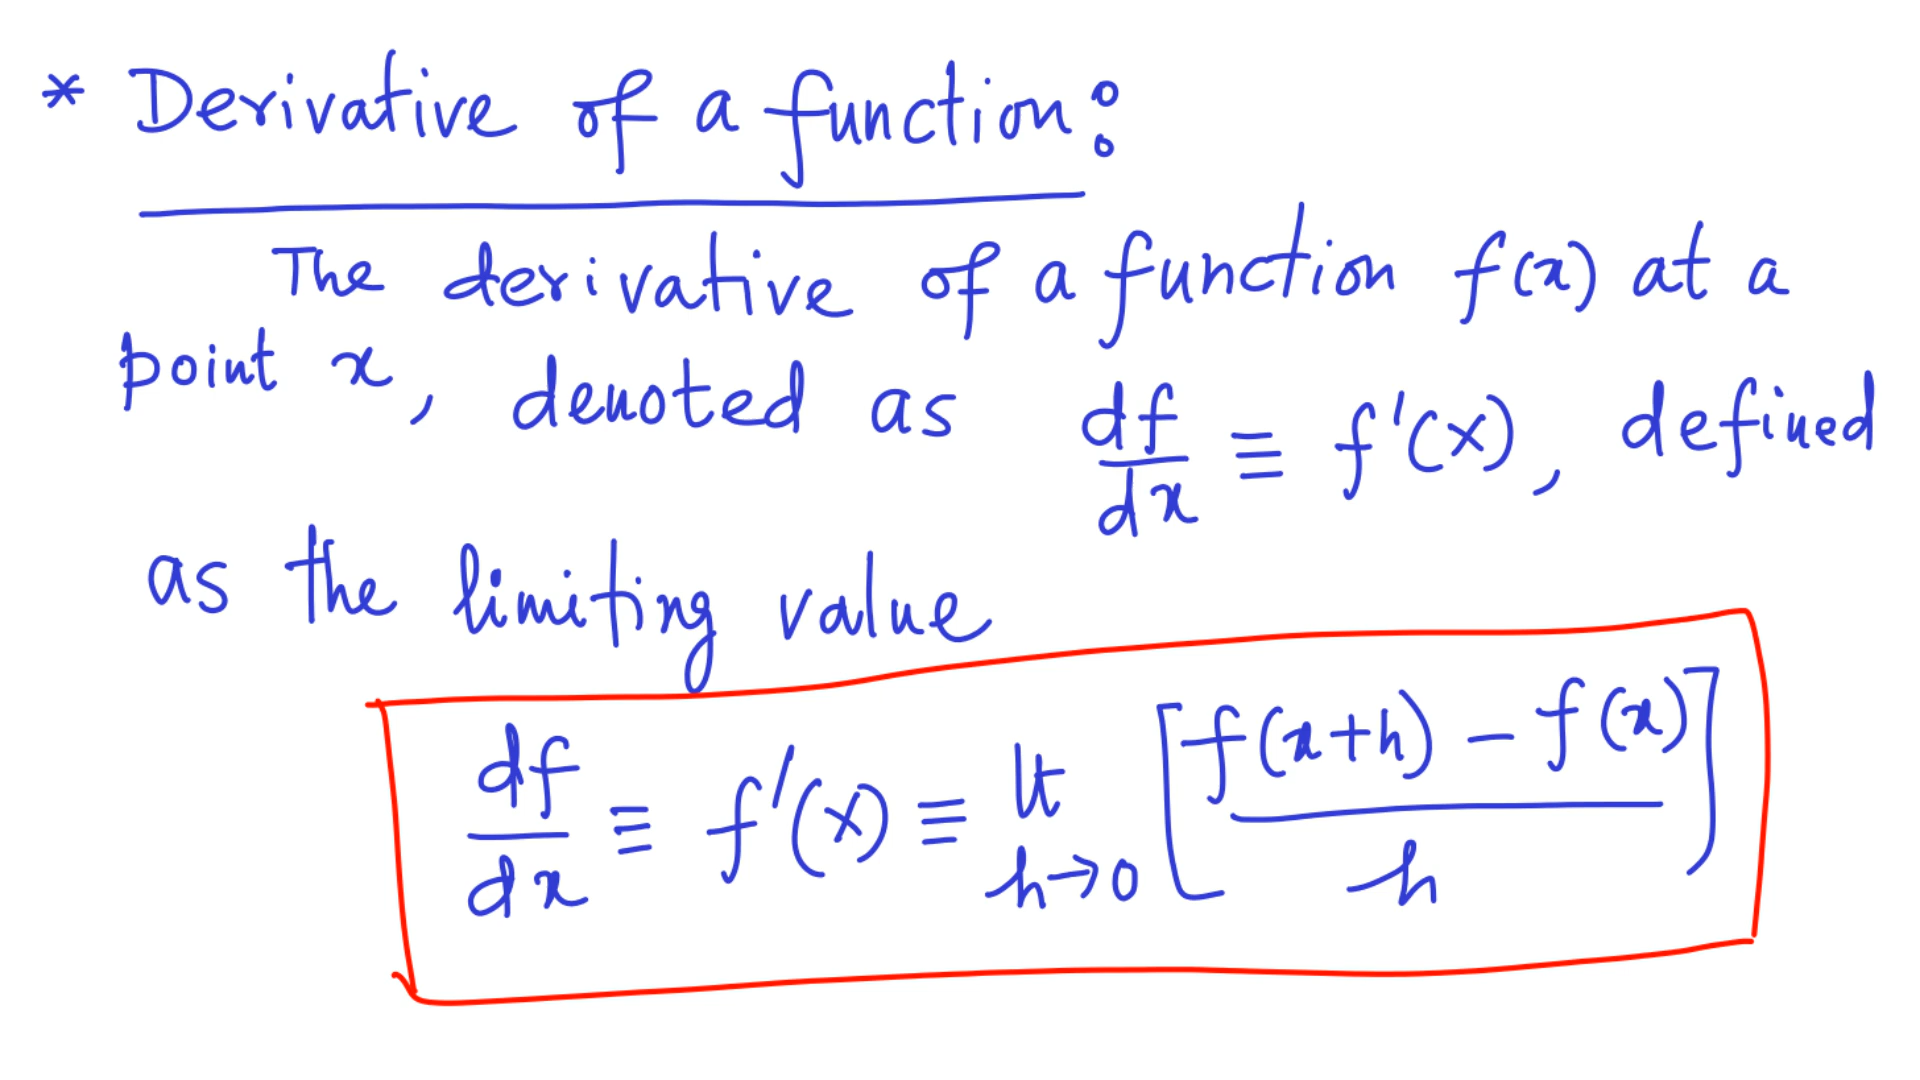 * Derivative of a function:
The derivative of a function f(x) at a
point x, denoted as df/dx ≡ f'(x), defined
as the limiting value
df/dx ≡ f'(x) ≡ lt h→0 [f(x+h) - f(x) / h]